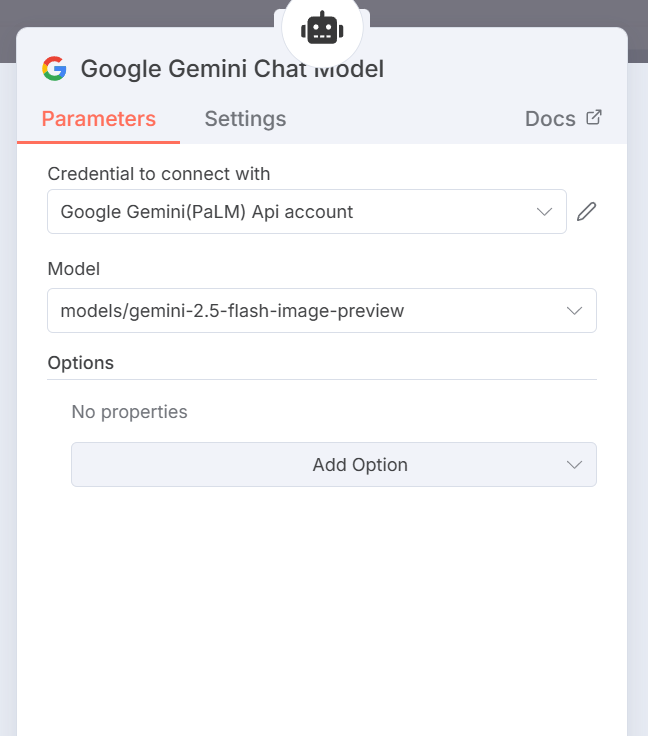 Google Gemini Chat Model
Parameters
Settings
Docs
Credential to connect with
Google Gemini(PaLM) Api account
Model
models/gemini-2.5-flash-image-preview
Options
No properties
Add Option